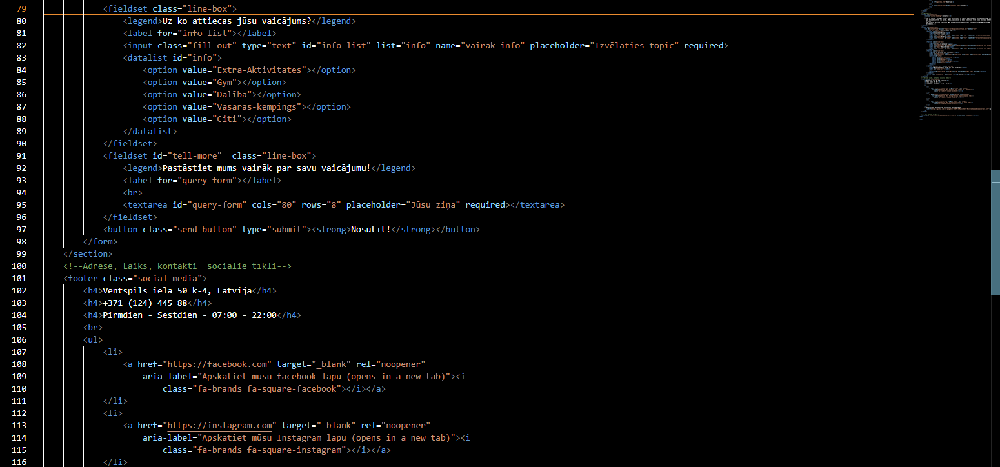 79 <fieldset class="line-box">
80 <legend>Uz ko attiecas jūsu vaicājums?</legend>
81 <label for="info-list"></label>
82 <input class="fill-out" type="text" id="info-list" list="info" name="vairak-info" placeholder="Izvēlaties topic" required>
83 <datalist id="info">
84 <option value="Extra-Aktivitates"></option>
85 <option value="Gym"></option>
86 <option value="Dalība"></option>
87 <option value="Vasaras-kempings"></option>
88 <option value="Citi"></option>
89 </datalist>
90 </fieldset>
91 <fieldset id="tell-more"  class="line-box">
92 <legend>Pastāstiet mums vairāk par savu vaicājumu!</legend>
93 <label for="query-form"></label>
94 <br>
95 <textarea id="query-form" cols="80" rows="8" placeholder="Jūsu ziņa" required></textarea>
96 </fieldset>
97 <button class="send-button" type="submit"><strong>Nosūtīt!</strong></button>
98 </form>
99 </section>
100 <!--Adrese, Laiks, kontakti  sociālie tīkli-->
101 <footer class="social-media">
102 <h4>Ventspils iela 50 k-4, Latvija</h4>
103 <h4>+371 (124) 445 88</h4>
104 <h4>Pirmdien - Sestdien - 07:00 - 22:00</h4>
105 <br>
106 <ul>
107 <li>
108 <a href="https://facebook.com" target="_blank" rel="noopener"
109 aria-label="Apskatiet mūsu facebook lapu (opens in a new tab)"><i
110 class="fa-brands fa-square-facebook"></i></a>
111 </li>
112 <li>
113 <a href="https://instagram.com" target="_blank" rel="noopener"
114 aria-label="Apskatiet mūsu Instagram lapu (opens in a new tab)"><i
115 class="fa-brands fa-square-instagram"></i></a>
116 </li>